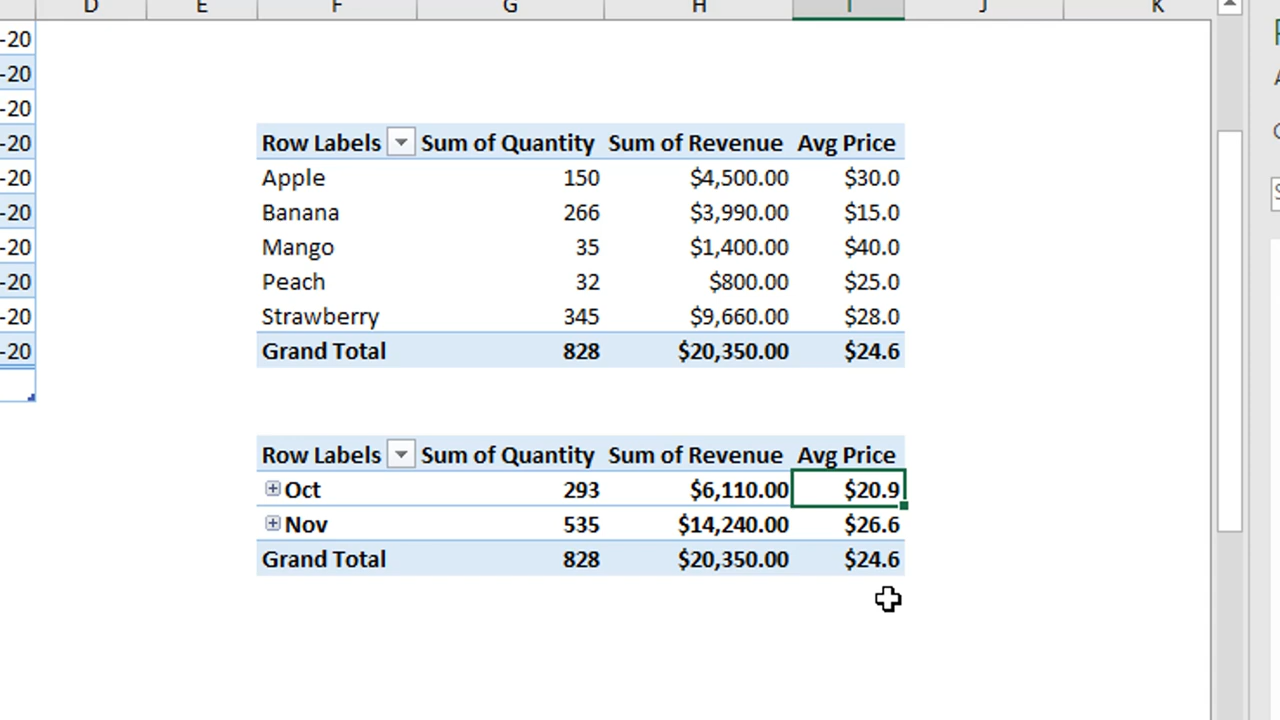 D E F G H I J K
-20
-20
-20
-20 Row Labels Sum of Quantity Sum of Revenue Avg Price
-20 Apple 150 $4,500.00 $30.0
-20 Banana 266 $3,990.00 $15.0
-20 Mango 35 $1,400.00 $40.0
-20 Peach 32 $800.00 $25.0
-20 Strawberry 345 $9,660.00 $28.0
-20 Grand Total 828 $20,350.00 $24.6
Row Labels Sum of Quantity Sum of Revenue Avg Price
Oct 293 $6,110.00 $20.9
Nov 535 $14,240.00 $26.6
Grand Total 828 $20,350.00 $24.6